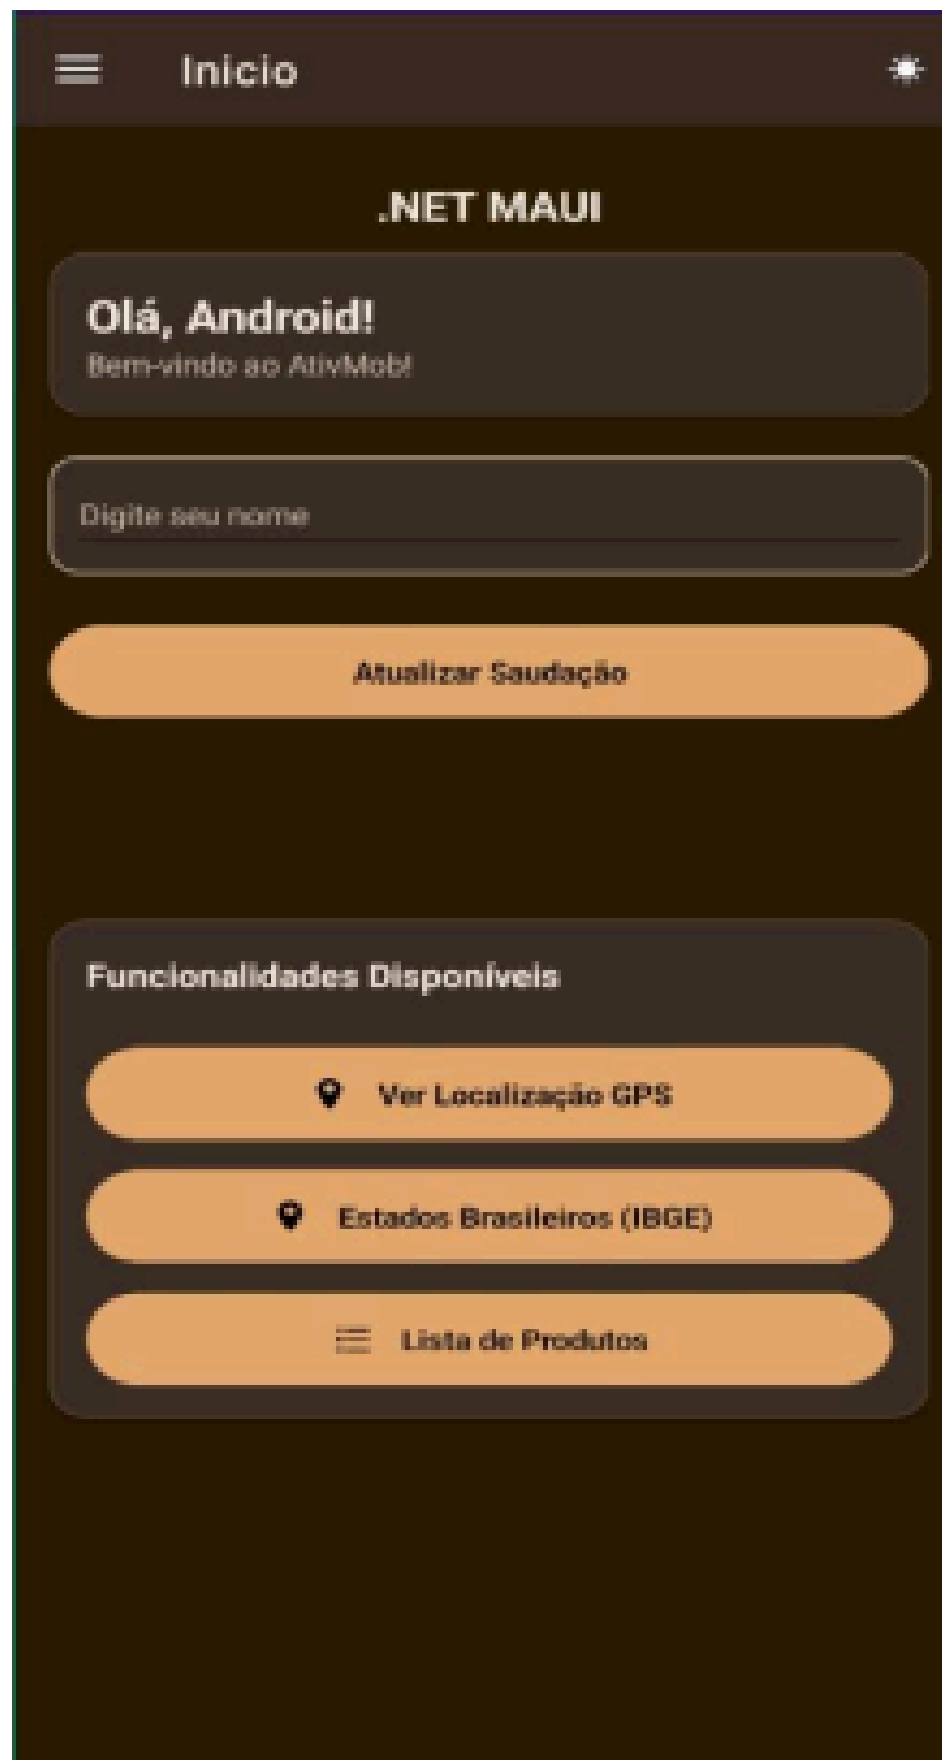 Inicio
.NET MAUI
Olá, Android!
Bem-vindo ao AtivMob!
Digite seu nome
Atualizar Saudação
Funcionalidades Disponíveis
Ver Localização GPS
Estados Brasileiros (IBGE)
Lista de Produtos